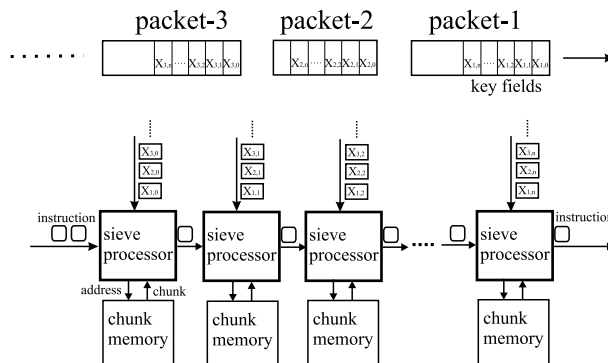 packet-3 packet-2 packet-1
X3,n .... X3,2 X3,1 X3,0 X2,n .... X2,2 X2,1 X2,0 X1,n .... X1,2 X1,1 X1,0
key fields
X3,0 X3,1 X3,2 X3,n
X2,0 X2,1 X2,2 X2,n
X1,0 X1,1 X1,2 X1,n
instruction sieve processor sieve processor sieve processor sieve processor instruction
address chunk
chunk memory chunk memory chunk memory chunk memory